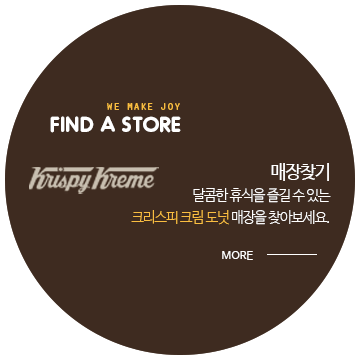 WE MAKE JOY
FIND A STORE
Krispy Kreme
매장찾기
달콤한 휴식을 즐길 수 있는
크리스피 크림 도넛 매장을 찾아보세요.
MORE